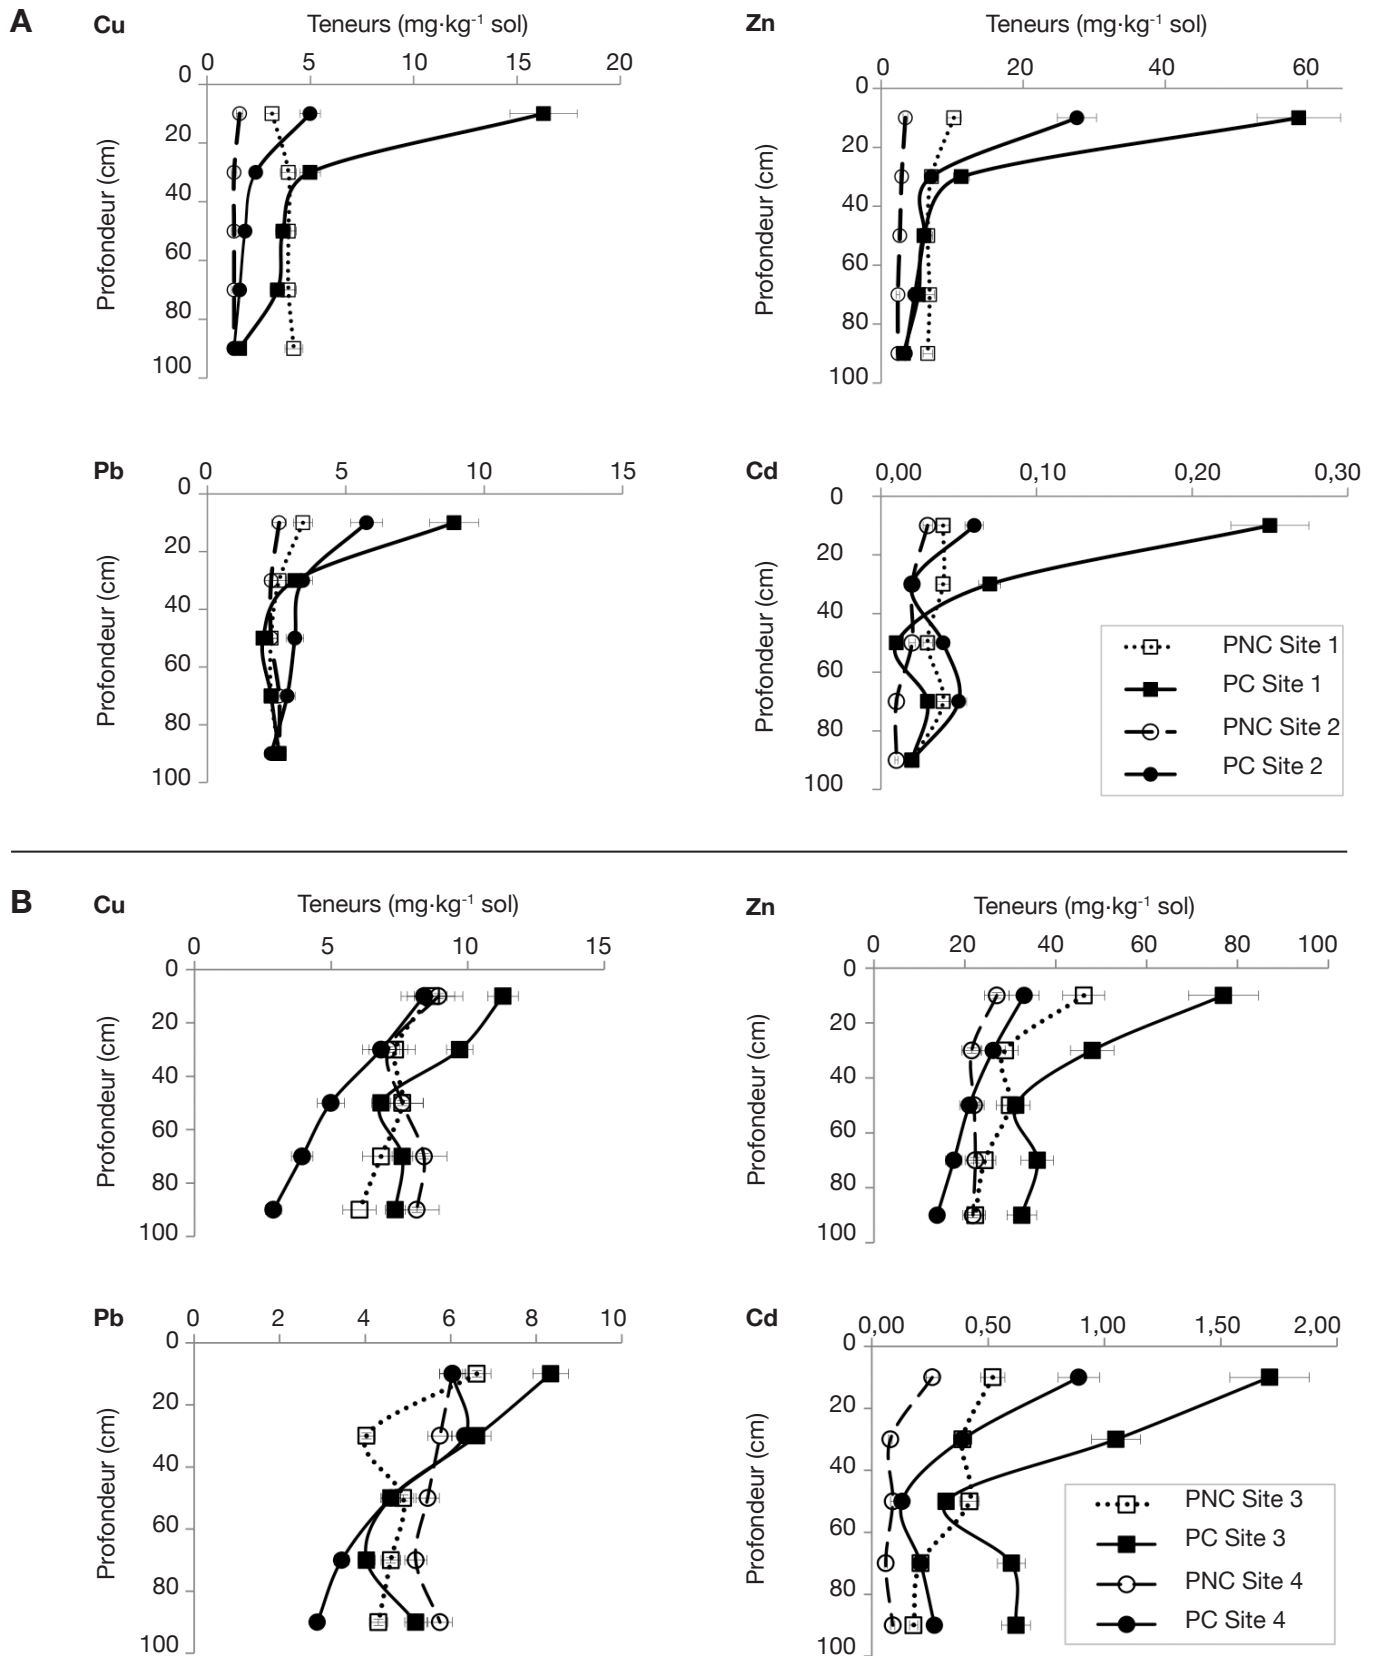 A
Cu
Teneurs (mg·kg-1 sol)
0 5 10 15 20
0
20
40
60
80
100
Profondeur (cm)
Zn
Teneurs (mg·kg-1 sol)
0 20 40 60
0
20
40
60
80
100
Profondeur (cm)
Pb
0 5 10 15
0
20
40
60
80
100
Profondeur (cm)
Cd
0,00 0,10 0,20 0,30
0
20
40
60
80
100
Profondeur (cm)
PNC Site 1
PC Site 1
PNC Site 2
PC Site 2
B
Cu
Teneurs (mg·kg-1 sol)
0 5 10 15
0
20
40
60
80
100
Profondeur (cm)
Zn
Teneurs (mg·kg-1 sol)
0 20 40 60 80 100
0
20
40
60
80
100
Profondeur (cm)
Pb
0 2 4 6 8 10
0
20
40
60
80
100
Profondeur (cm)
Cd
0,00 0,50 1,00 1,50 2,00
0
20
40
60
80
100
Profondeur (cm)
PNC Site 3
PC Site 3
PNC Site 4
PC Site 4